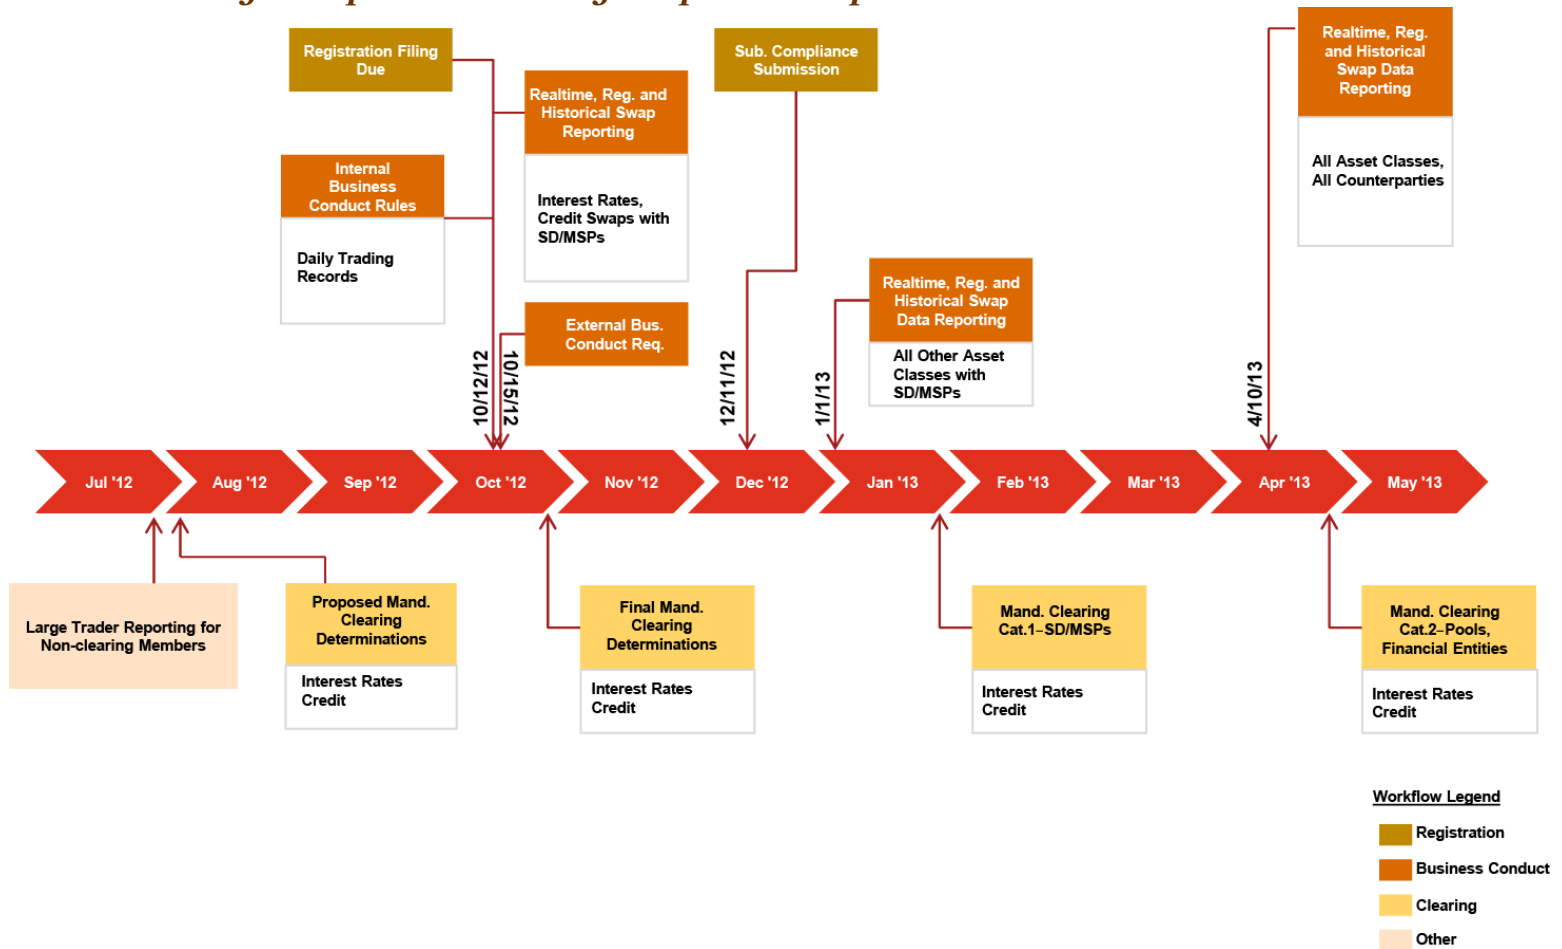 Registration Filing
Due
Realtime, Reg. and
Historical Swap
Reporting
Interest Rates,
Credit Swaps with
SD/MSPs
Internal
Business
Conduct Rules
Daily Trading
Records
External Bus.
Conduct Req.
Sub. Compliance
Submission
Realtime, Reg. and
Historical Swap
Data Reporting
All Other Asset
Classes with
SD/MSPs
Realtime, Reg.
and Historical
Swap Data
Reporting
All Asset Classes,
All Counterparties
10/12/12
10/15/12
12/11/12
1/1/13
4/10/13
Jul '12
Aug '12
Sep '12
Oct '12
Nov '12
Dec '12
Jan '13
Feb '13
Mar '13
Apr '13
May '13
Large Trader Reporting for
Non-clearing Members
Proposed Mand.
Clearing
Determinations
Interest Rates
Credit
Final Mand.
Clearing
Determinations
Interest Rates
Credit
Mand. Clearing
Cat.1–SD/MSPs
Interest Rates
Credit
Mand. Clearing
Cat.2–Pools,
Financial Entities
Interest Rates
Credit
Workflow Legend
Registration
Business Conduct
Clearing
Other